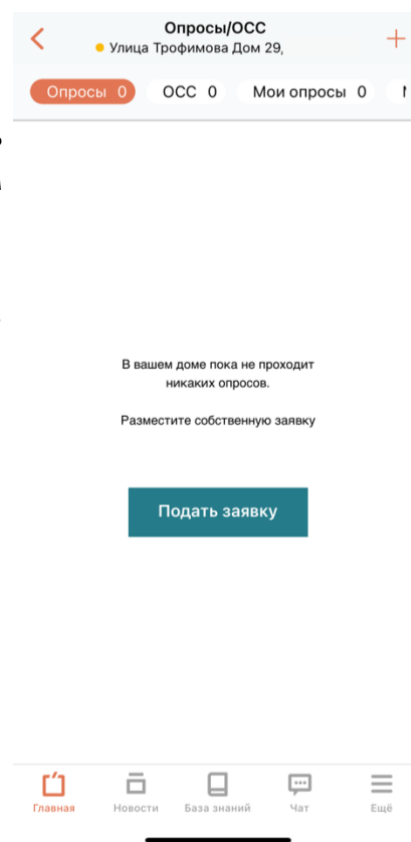 Опросы/ОСС
Улица Трофимова Дом 29,
Опросы 0 ОСС 0 Мои опросы 0
В вашем доме пока не проходит
никаких опросов.
Разместите собственную заявку
Подать заявку
Главная Новости База знаний Чат Ещё